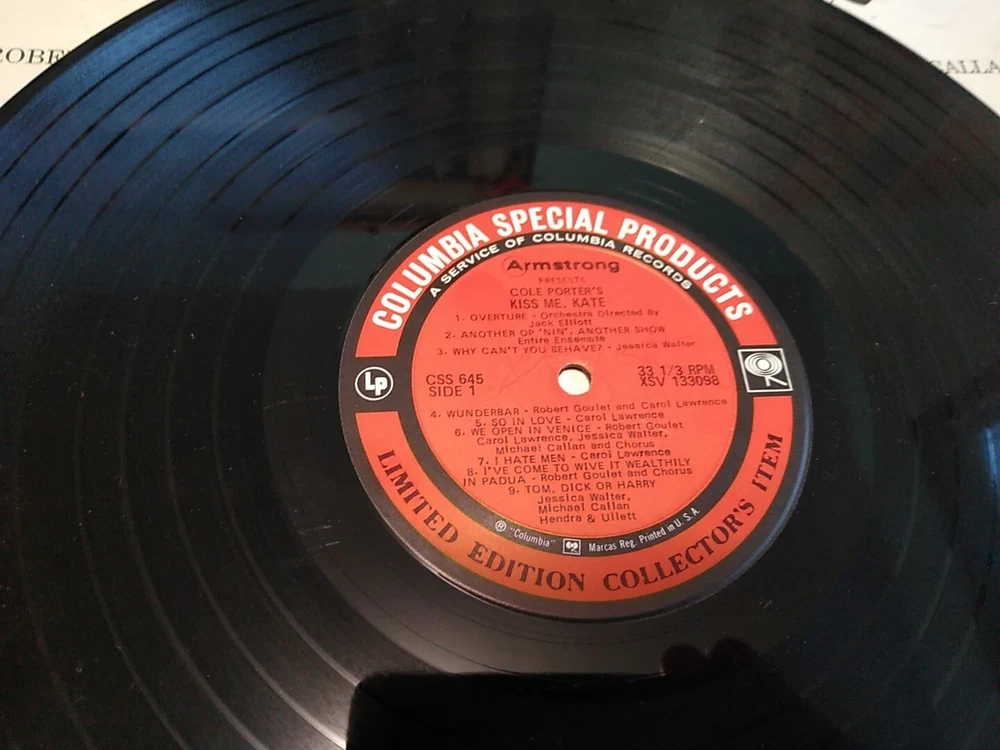 ROBE
CALLA
COLUMBIA SPECIAL PRODUCTS
A SERVICE OF COLUMBIA RECORDS
Armstrong
PRESENTS
COLE PORTER'S
KISS ME, KATE
1. OVERTURE - Orchestra Directed By
Jack Elliott
2. ANOTHER OP 'NIN', ANOTHER SHOW
Entire Ensemble
3. WHY CAN'T YOU BEHAVE? - Jessica Walter
Lp
CSS 645
SIDE 1
33 1/3 RPM
XSV 133098
4. WUNDERBAR - Robert Goulet and Carol Lawrence
5. SO IN LOVE - Carol Lawrence
6. WE OPEN IN VENICE - Robert Goulet
Carol Lawrence, Jessica Walter,
Michael Callan and Chorus
7. I HATE MEN - Carol Lawrence
8. I'VE COME TO WIVE IT WEALTHILY
IN PADUA - Robert Goulet and Chorus
9. TOM, DICK OR HARRY
Jessica Walter,
Michael Callan
Hendra & Ullett
® "Columbia" Marcas Reg. Printed in U.S.A.
LIMITED EDITION COLLECTOR'S ITEM